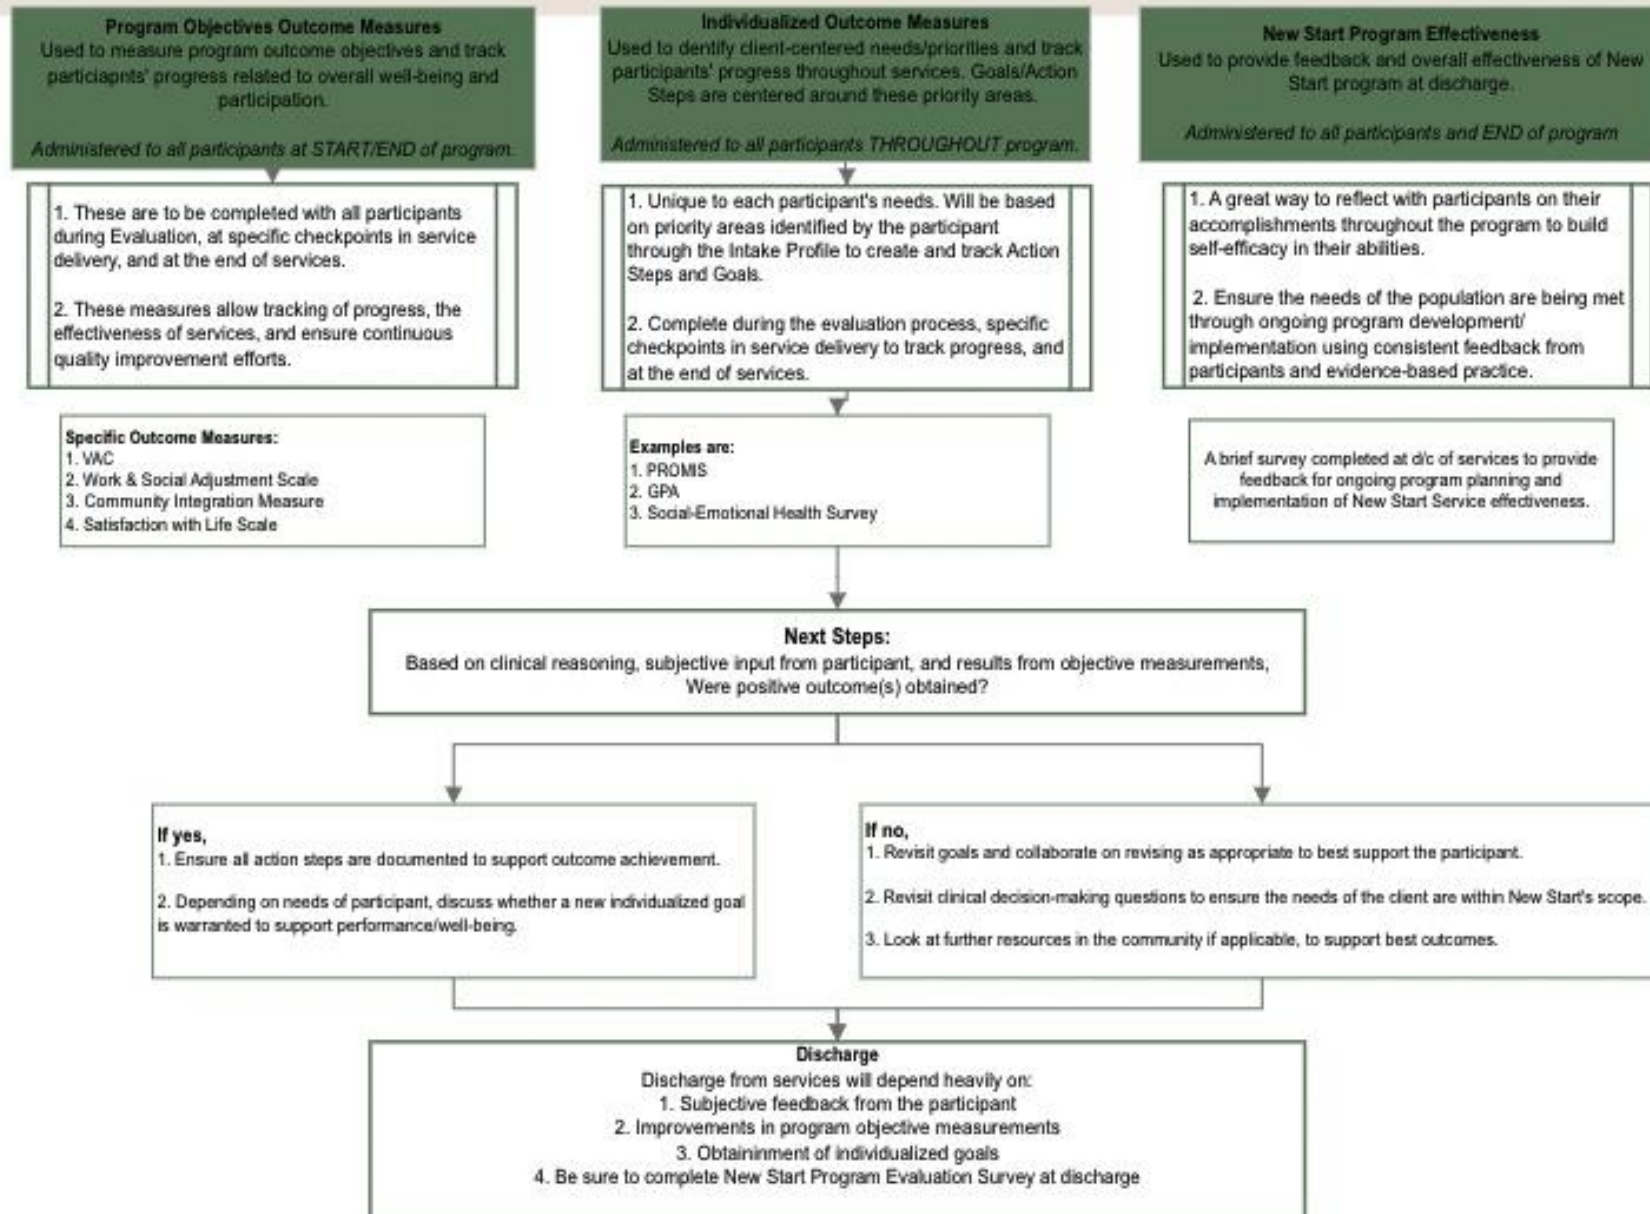 Program Objectives Outcome Measures
Used to measure program outcome objectives and track
particiapnts' progress related to overall well-being and
participation.
Administered to all participants at START/END of program.
1. These are to be completed with all participants
during Evaluation, at specific checkpoints in service
delivery, and at the end of services.
2. These measures allow tracking of progress, the
effectiveness of services, and ensure continuous
quality improvement efforts.
Specific Outcome Measures:
1. VAC
2. Work & Social Adjustment Scale
3. Community Integration Measure
4. Satisfaction with Life Scale
Individualized Outcome Measures
Used to dentify client-centered needs/priorities and track
participants' progress throughout services. Goals/Action
Steps are centered around these priority areas.
Administered to all participants THROUGHOUT program.
1. Unique to each participant's needs. Will be based
on priority areas identified by the participant
through the Intake Profile to create and track Action
Steps and Goals.
2. Complete during the evaluation process, specific
checkpoints in service delivery to track progress, and
at the end of services.
Examples are:
1. PROMIS
2. GPA
3. Social-Emotional Health Survey
New Start Program Effectiveness
Used to provide feedback and overall effectiveness of New
Start program at discharge.
Administered to all participants and END of program
1. A great way to reflect with participants on their
accomplishments throughout the program to build
self-efficacy in their abilities.
2. Ensure the needs of the population are being met
through ongoing program development/
implementation using consistent feedback from
participants and evidence-based practice.
A brief survey completed at d/c of services to provide
feedback for ongoing program planning and
implementation of New Start Service effectiveness.
Next Steps:
Based on clinical reasoning, subjective input from participant, and results from objective measurements,
Were positive outcome(s) obtained?
If yes,
1. Ensure all action steps are documented to support outcome achievement.
2. Depending on needs of participant, discuss whether a new individualized goal
is warranted to support performance/well-being.
If no,
1. Revisit goals and collaborate on revising as appropriate to best support the participant.
2. Revisit clinical decision-making questions to ensure the needs of the client are within New Start's scope.
3. Look at further resources in the community if applicable, to support best outcomes.
Discharge
Discharge from services will depend heavily on:
1. Subjective feedback from the participant
2. Improvements in program objective measurements
3. Obtaininment of individualized goals
4. Be sure to complete New Start Program Evaluation Survey at discharge